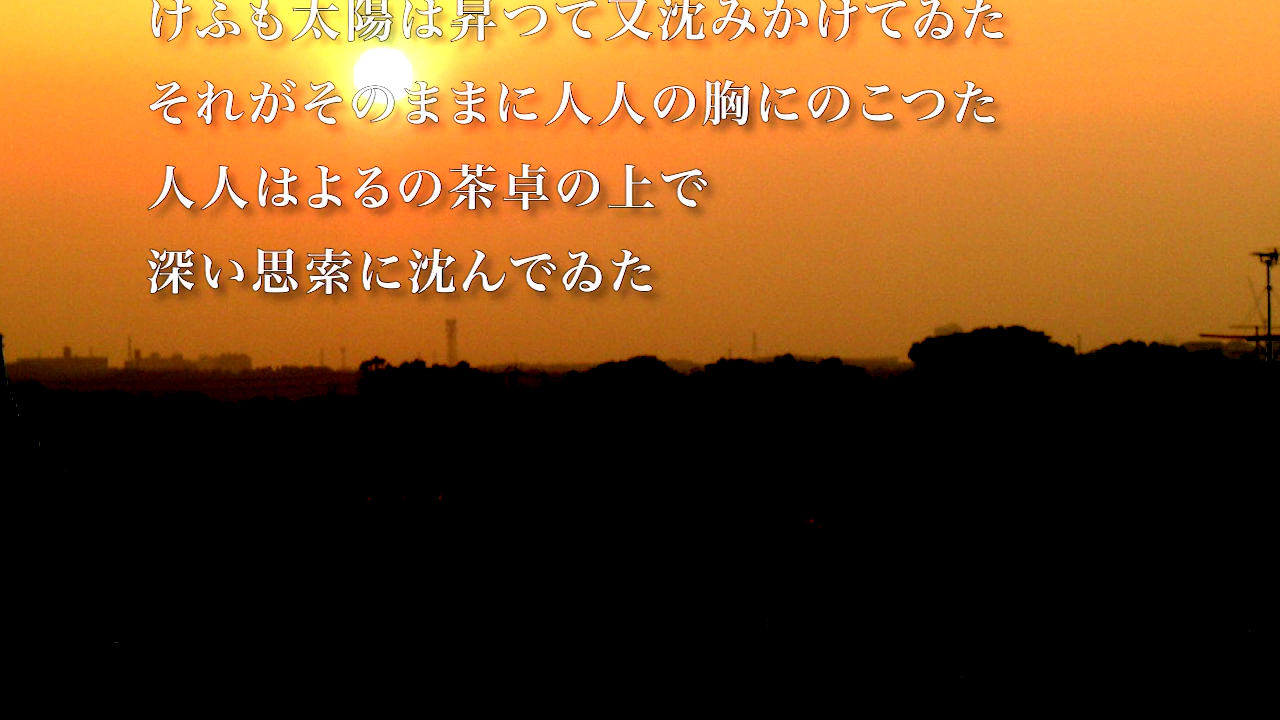 けふも太陽は昇つて又沈みかけてゐた
それがそのままに人人の胸にのこつた
人人はよるの茶卓の上で
深い思索に沈んでゐた